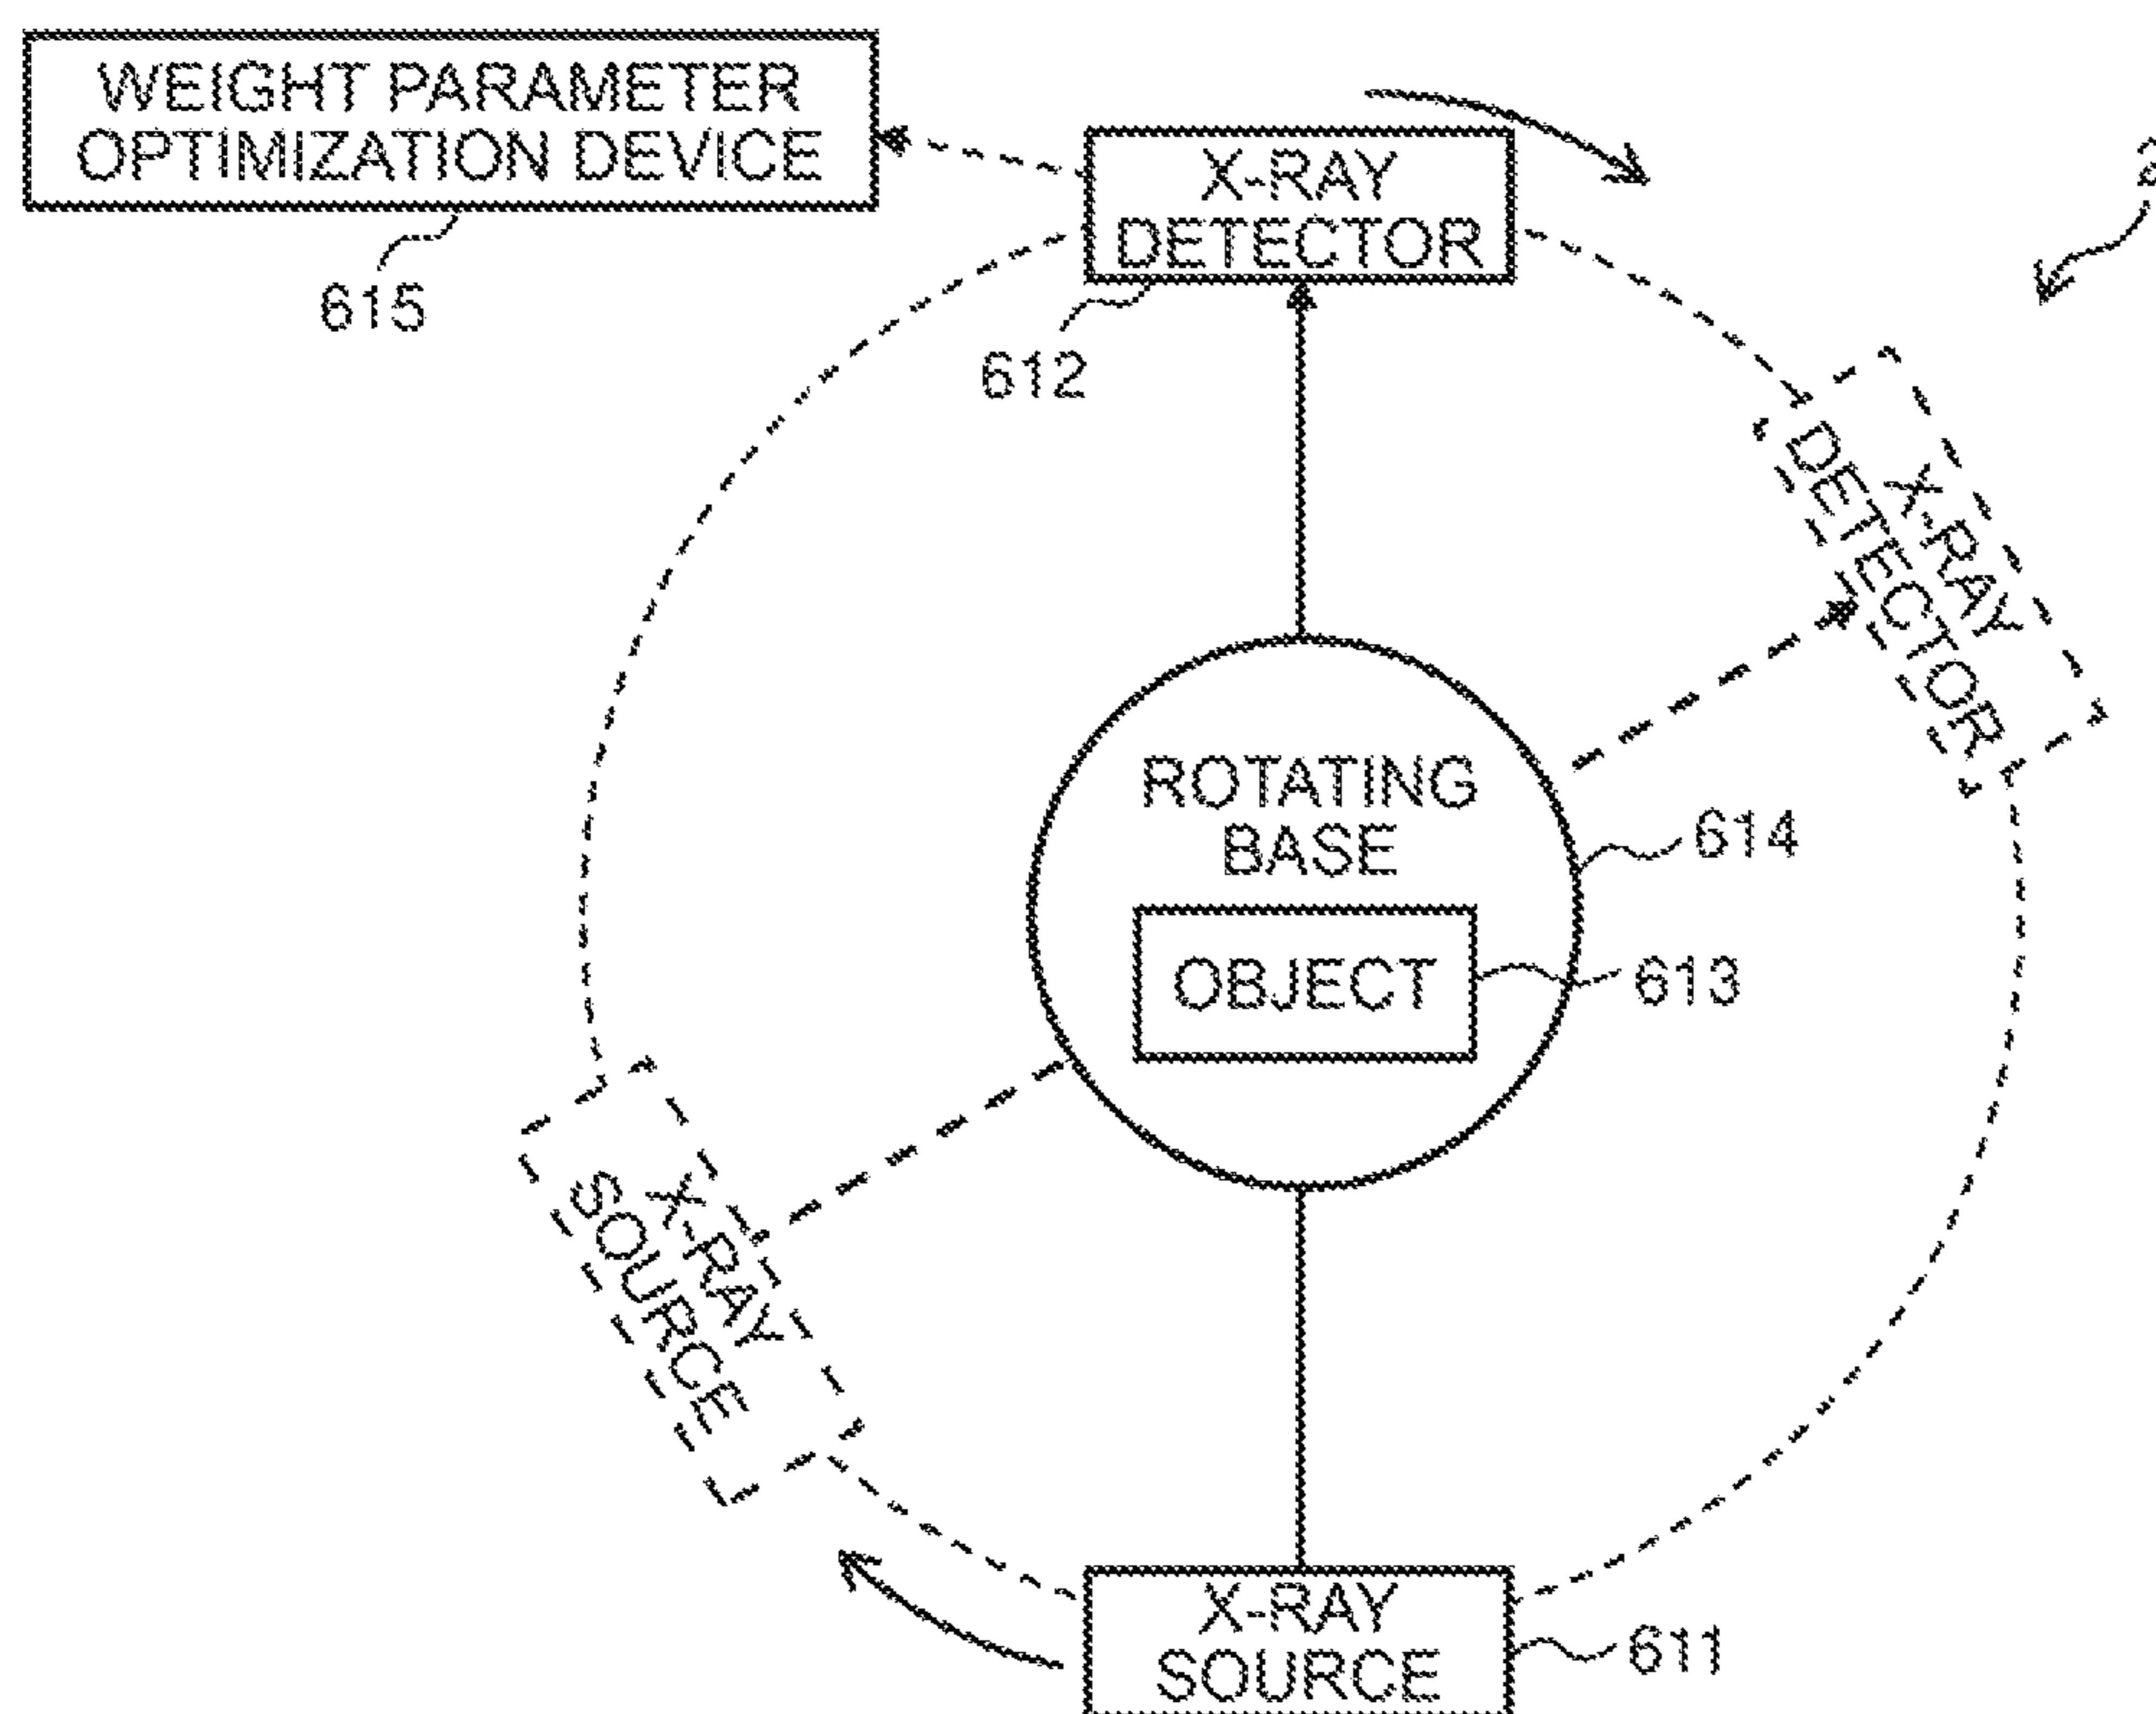 WEIGHT PARAMETER
OPTIMIZATION DEVICE
615
X-RAY
DETECTOR
612
X-RAY
DETECTOR
ROTATING
BASE
614
OBJECT
613
X-RAY
SOURCE
X-RAY
SOURCE
611